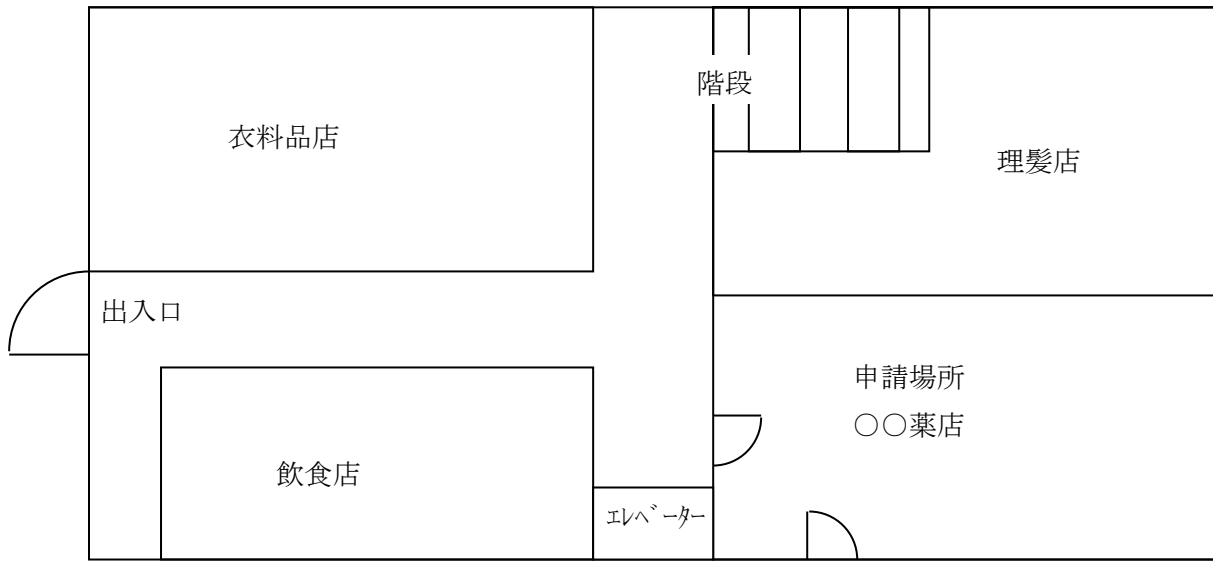 階段
衣料品店
理髪店
出入口
申請場所
○○薬店
飲食店
ｴﾚﾍﾞｰﾀｰ